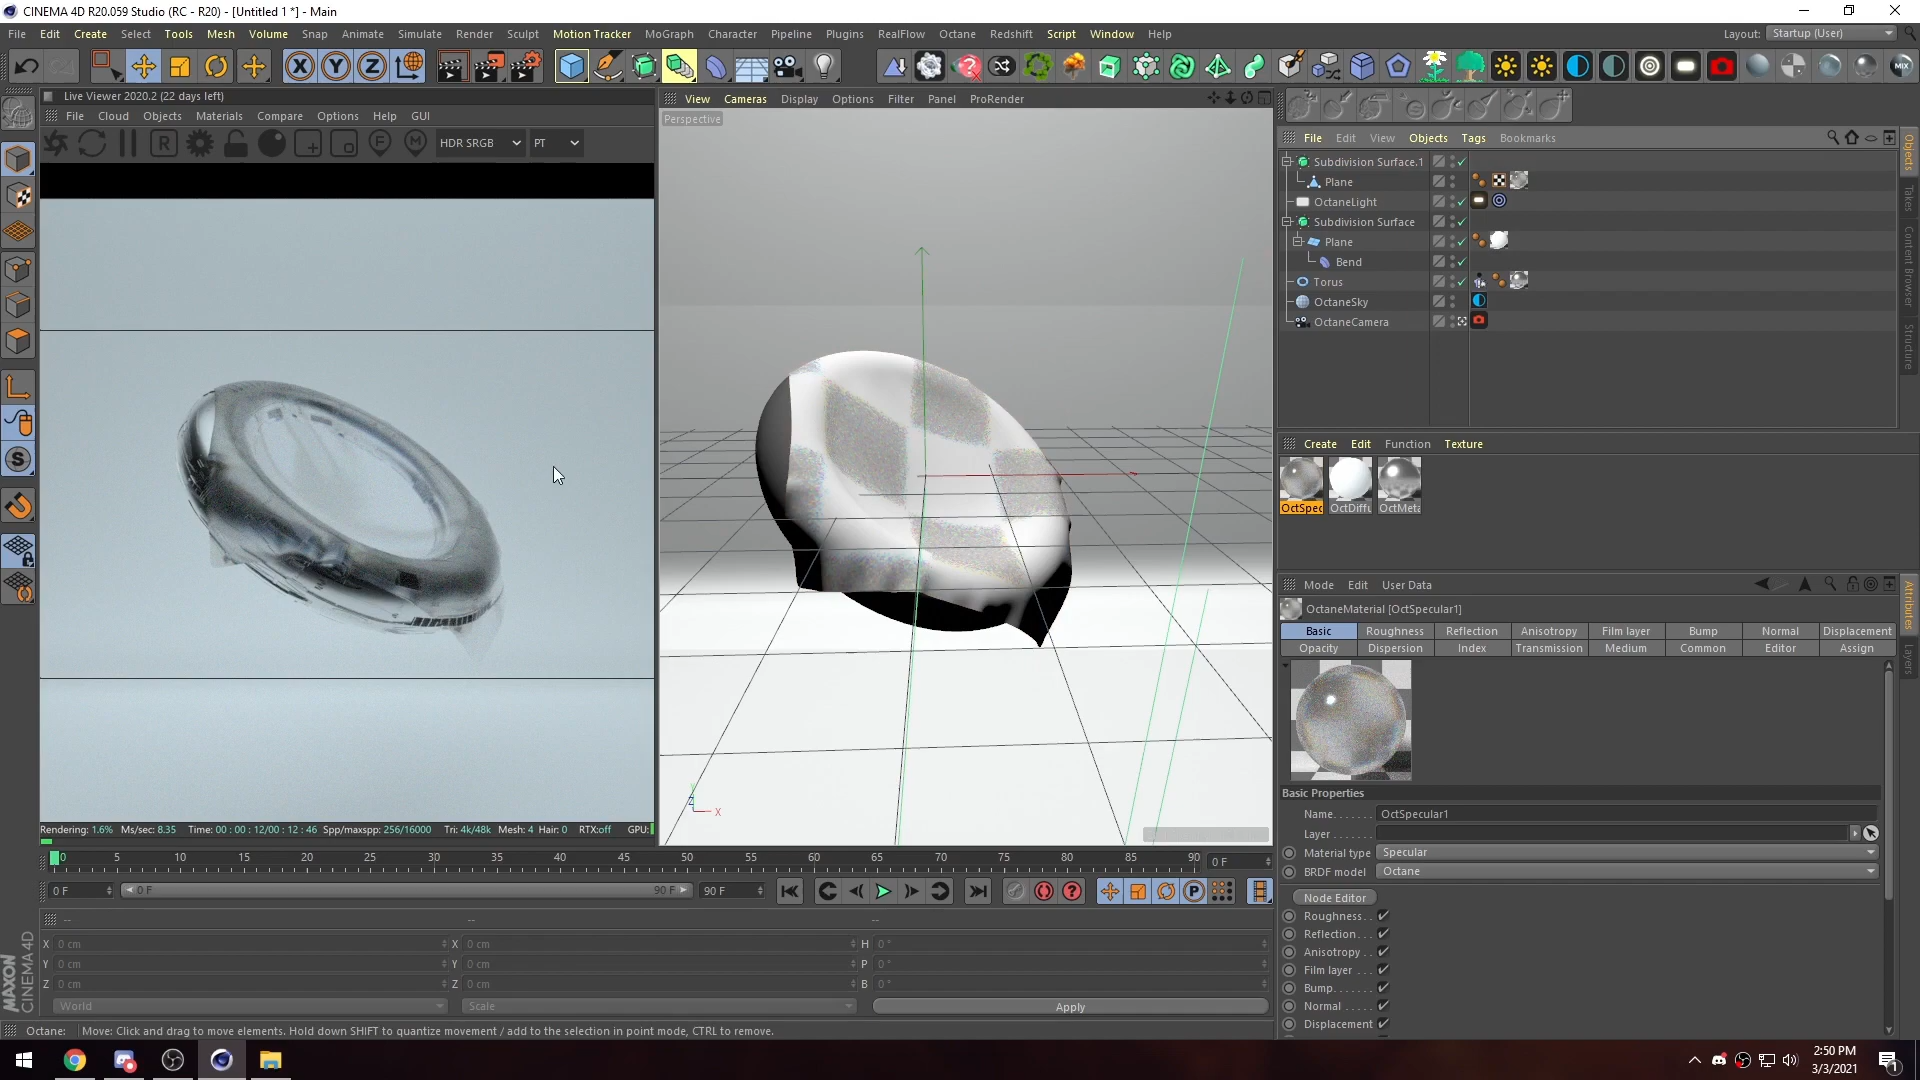 CINEMA 4D R20.059 Studio (RC - R20) - [Untitled 1 *] - Main
File Edit Create Select Tools Mesh Volume Snap Animate Simulate Render Sculpt Motion Tracker MoGraph Character Pipeline Plugins RealFlow Octane Redshift Script Window Help Layout: Startup (User)
X Y Z MIX
Live Viewer 2020.2 (22 days left)
View Cameras Display Options Filter Panel ProRender
File Cloud Objects Materials Compare Options Help GUI
Perspective
R F M HDR SRGB PT
File Edit View Objects Tags Bookmarks
Subdivision Surface.1
Plane
OctaneLight
Subdivision Surface
Plane
Bend
Torus
OctaneSky
OctaneCamera
Objects
Takes
Content Browser
Structure
Create Edit Function Texture
OctSpec OctDiffu OctMeta
Mode Edit User Data
Attributes
Layers
OctaneMaterial [OctSpecular1]
Basic Roughness Reflection Anisotropy Film layer Bump Normal Displacement
Opacity Dispersion Index Transmission Medium Common Editor Assign
Basic Properties
Name....... OctSpecular1
Layer.......
Material type Specular
BRDF model Octane
Node Editor
Roughness..
Reflection...
Anisotropy..
Film layer ...
Bump.......
Normal .....
Displacement
Z X
Rendering: 1.6% Ms/sec: 8.35 Time: 00 : 00 : 12/00 : 12 : 46 Spp/maxspp: 256/16000 Tri: 4k/48k Mesh: 4 Hair: 0 RTX:off GPU:
0 5 10 15 20 25 30 35 40 45 50 55 60 65 70 75 80 85 90 0 F
0 F 0 F 90 F 90 F P
-- -- --
X 0 cm X 0 cm H 0 °
Y 0 cm Y 0 cm P 0 °
Z 0 cm Z 0 cm B 0 °
World Scale Apply
MAXON
CINEMA 4D
Octane: Move: Click and drag to move elements. Hold down SHIFT to quantize movement / add to the selection in point mode, CTRL to remove.
2:50 PM
3/3/2021
1